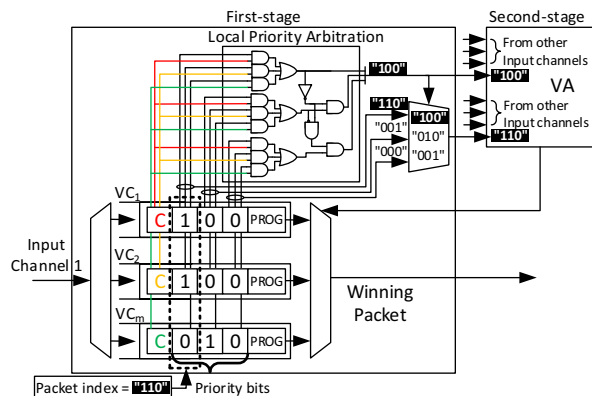 First-stage
Second-stage
Local Priority Arbitration
"100"
From other
Input channels
VA
"100"
"110"
"100"
From other
Input channels
"001"
"010"
"110"
"000"
"001"
VC1
C 1 0 0 PROG
Input
Channel 1
VC2
C 1 0 0 PROG
Winning
Packet
VCm
C 0 1 0 PROG
Packet index = "110"
Priority bits